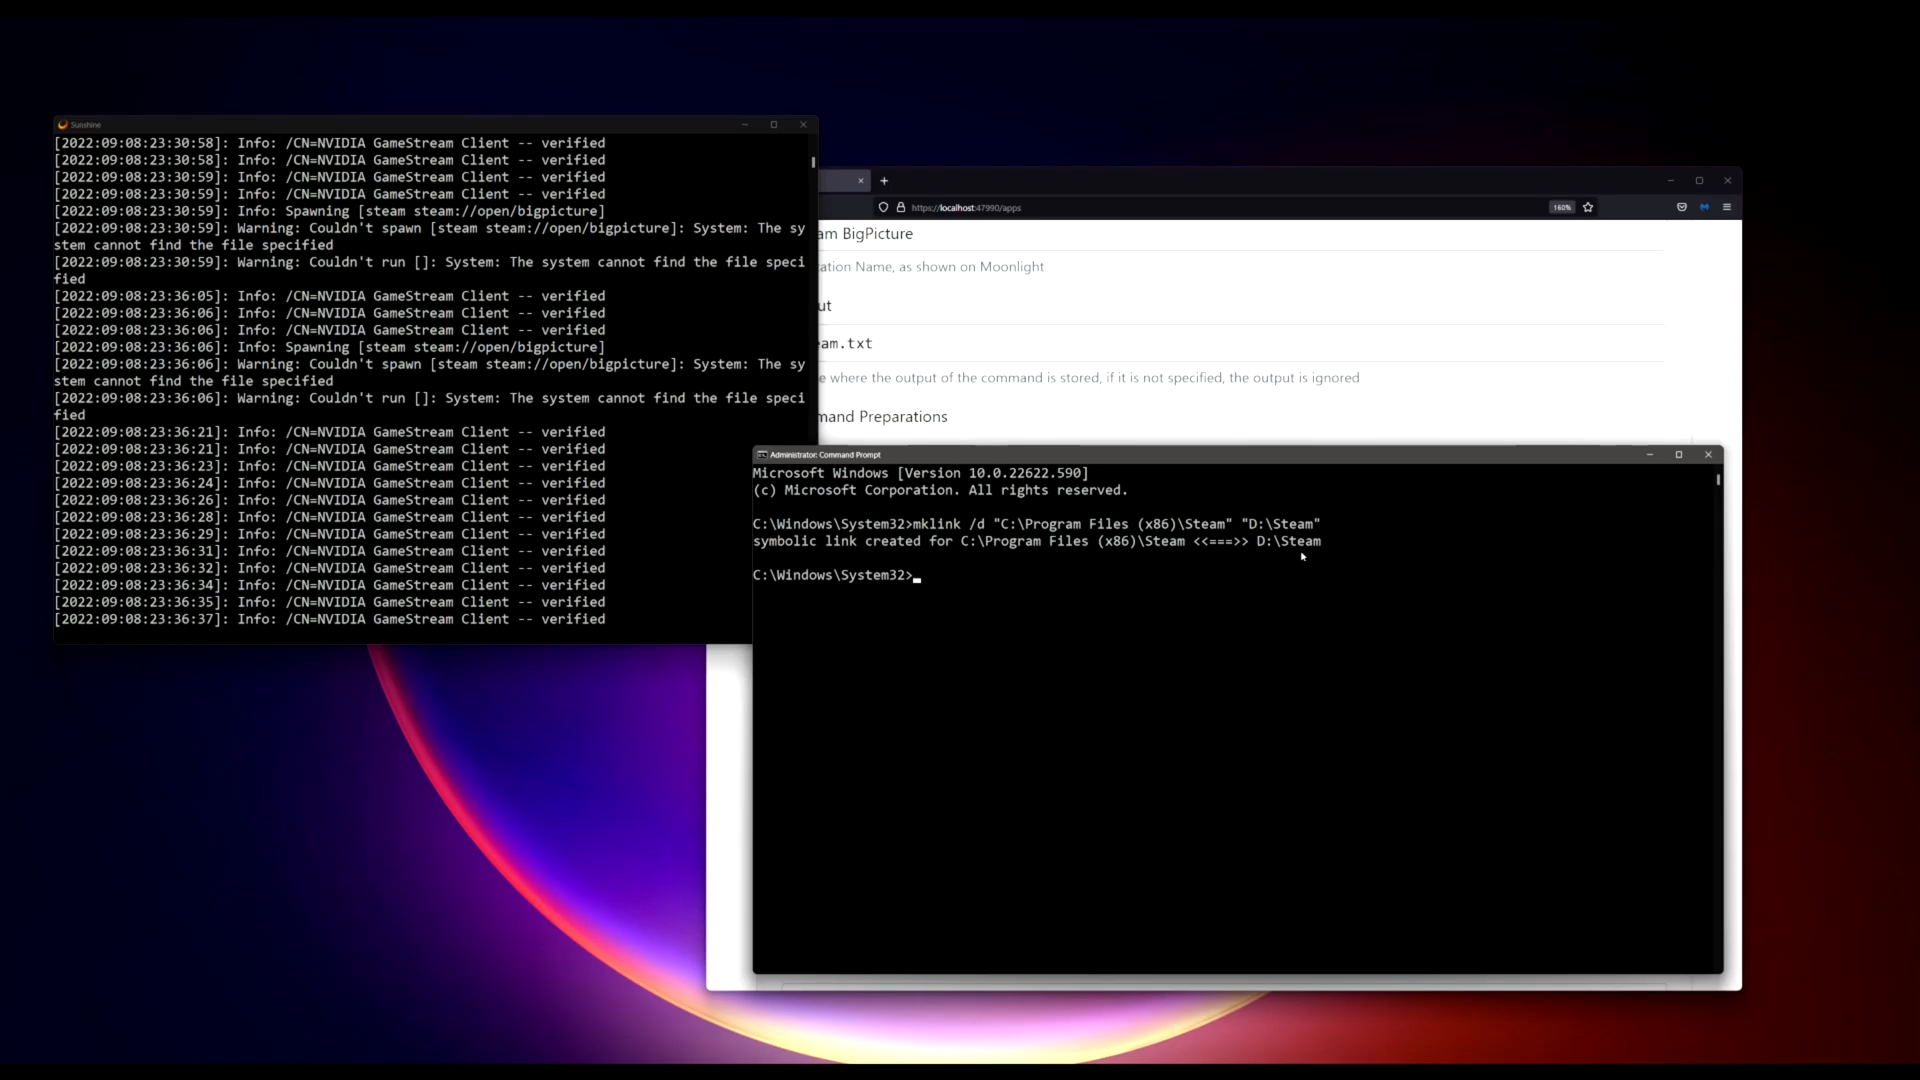 Sunshine
[2022:09:08:23:30:58]: Info: /CN=NVIDIA GameStream Client -- verified
[2022:09:08:23:30:58]: Info: /CN=NVIDIA GameStream Client -- verified
[2022:09:08:23:30:59]: Info: /CN=NVIDIA GameStream Client -- verified
[2022:09:08:23:30:59]: Info: /CN=NVIDIA GameStream Client -- verified
[2022:09:08:23:30:59]: Info: Spawning [steam steam://open/bigpicture]
[2022:09:08:23:30:59]: Warning: Couldn't spawn [steam steam://open/bigpicture]: System: The sy
stem cannot find the file specified
[2022:09:08:23:30:59]: Warning: Couldn't run []: System: The system cannot find the file speci
fied
[2022:09:08:23:36:05]: Info: /CN=NVIDIA GameStream Client -- verified
[2022:09:08:23:36:06]: Info: /CN=NVIDIA GameStream Client -- verified
[2022:09:08:23:36:06]: Info: /CN=NVIDIA GameStream Client -- verified
[2022:09:08:23:36:06]: Info: Spawning [steam steam://open/bigpicture]
[2022:09:08:23:36:06]: Warning: Couldn't spawn [steam steam://open/bigpicture]: System: The sy
stem cannot find the file specified
[2022:09:08:23:36:06]: Warning: Couldn't run []: System: The system cannot find the file speci
fied
[2022:09:08:23:36:21]: Info: /CN=NVIDIA GameStream Client -- verified
[2022:09:08:23:36:21]: Info: /CN=NVIDIA GameStream Client -- verified
[2022:09:08:23:36:23]: Info: /CN=NVIDIA GameStream Client -- verified
[2022:09:08:23:36:24]: Info: /CN=NVIDIA GameStream Client -- verified
[2022:09:08:23:36:26]: Info: /CN=NVIDIA GameStream Client -- verified
[2022:09:08:23:36:28]: Info: /CN=NVIDIA GameStream Client -- verified
[2022:09:08:23:36:29]: Info: /CN=NVIDIA GameStream Client -- verified
[2022:09:08:23:36:31]: Info: /CN=NVIDIA GameStream Client -- verified
[2022:09:08:23:36:32]: Info: /CN=NVIDIA GameStream Client -- verified
[2022:09:08:23:36:34]: Info: /CN=NVIDIA GameStream Client -- verified
[2022:09:08:23:36:35]: Info: /CN=NVIDIA GameStream Client -- verified
[2022:09:08:23:36:37]: Info: /CN=NVIDIA GameStream Client -- verified
https://localhost:47990/apps
160%
am BigPicture
ation Name, as shown on Moonlight
ut
am.txt
e where the output of the command is stored, if it is not specified, the output is ignored
mand Preparations
Administrator: Command Prompt
Microsoft Windows [Version 10.0.22622.590]
(c) Microsoft Corporation. All rights reserved.
C:\Windows\System32>mklink /d "C:\Program Files (x86)\Steam" "D:\Steam"
symbolic link created for C:\Program Files (x86)\Steam <<===>> D:\Steam
C:\Windows\System32>